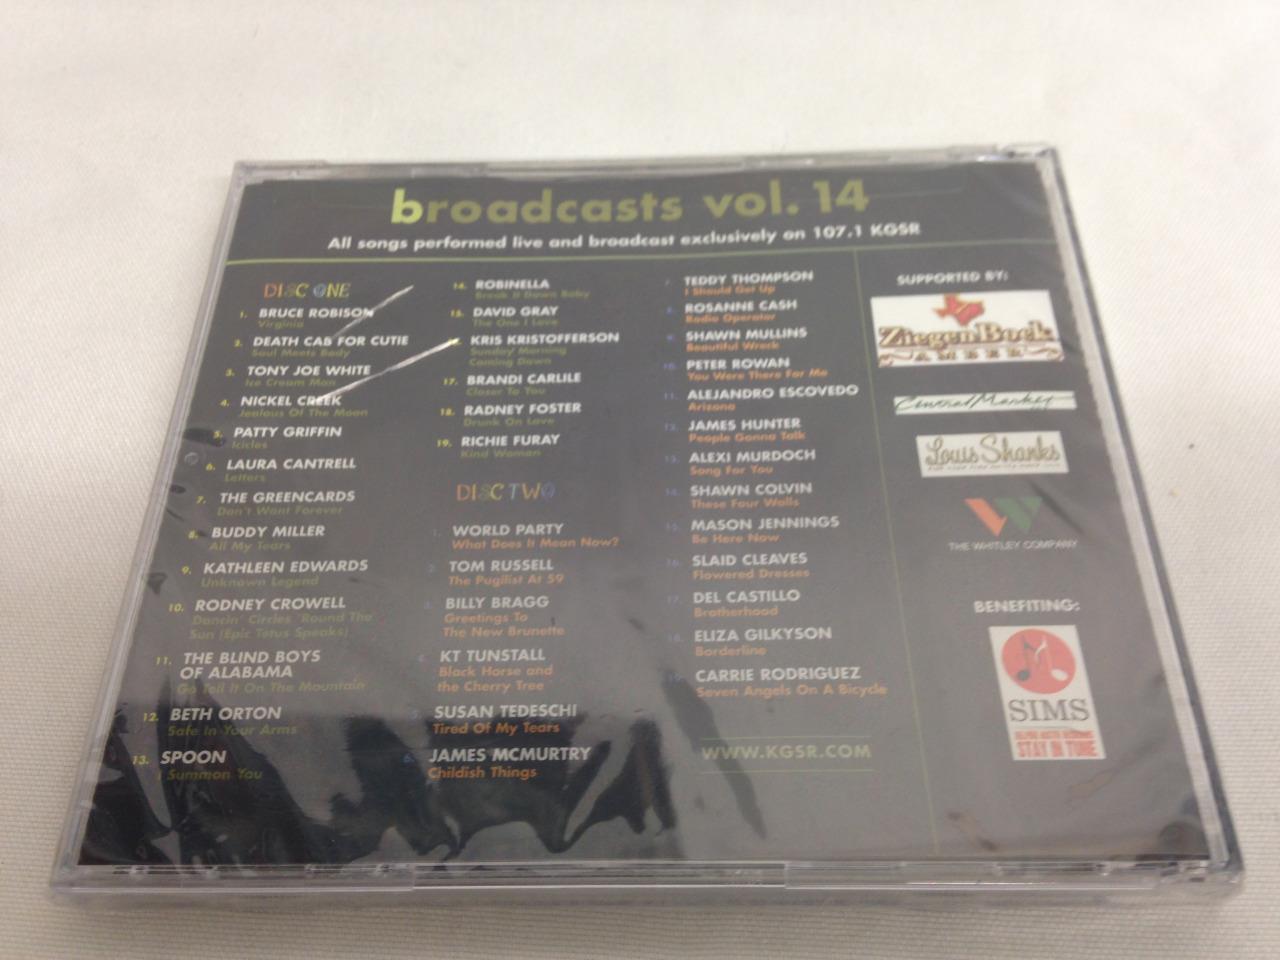 broadcasts vol. 14
All songs performed live and broadcast exclusively on 107.1 KGSR
DISC ONE
1. BRUCE ROBISON
Virginia
2. DEATH CAB FOR CUTIE
Soul Meets Body
3. TONY JOE WHITE
Ice Cream Man
4. NICKEL CREEK
Jealous Of The Moon
5. PATTY GRIFFIN
Icicles
6. LAURA CANTRELL
Letters
7. THE GREENCARDS
Don't Want Forever
8. BUDDY MILLER
All My Tears
9. KATHLEEN EDWARDS
Unknown Legend
10. RODNEY CROWELL
Dancin' Circles 'Round The
Sun (Epic Tetus Speaks)
11. THE BLIND BOYS
OF ALABAMA
Go Tell It On The Mountain
12. BETH ORTON
Safe In Your Arms
13. SPOON
I Summon You
14. ROBINELLA
Break It Down Baby
15. DAVID GRAY
The One I Love
KRIS KRISTOFFERSON
Sunday Morning
Coming Down
17. BRANDI CARLILE
Closer To You
18. RADNEY FOSTER
Drunk On Love
19. RICHIE FURAY
Kind Woman
DISC TWO
1. WORLD PARTY
What Does It Mean Now?
2. TOM RUSSELL
The Pugilist At 59
3. BILLY BRAGG
Greetings To
The New Brunette
4. KT TUNSTALL
Black Horse and
the Cherry Tree
5. SUSAN TEDESCHI
Tired Of My Tears
6. JAMES MCMURTRY
Childish Things
7. TEDDY THOMPSON
I Should Get Up
8. ROSANNE CASH
Radio Operator
9. SHAWN MULLINS
Beautiful Wreck
10. PETER ROWAN
You Were There For Me
11. ALEJANDRO ESCOVEDO
Arizona
12. JAMES HUNTER
People Gonna Talk
13. ALEXI MURDOCH
Song For You
14. SHAWN COLVIN
These Four Walls
15. MASON JENNINGS
Be Here Now
16. SLAID CLEAVES
Flowered Dresses
17. DEL CASTILLO
Brotherhood
18. ELIZA GILKYSON
Borderline
19. CARRIE RODRIGUEZ
Seven Angels On A Bicycle
WWW.KGSR.COM
SUPPORTED BY:
ZiegenBock
AMBER
Central Market
Louis Shanks
THE WHITLEY COMPANY
BENEFITING:
SIMS
STAY IN TUNE